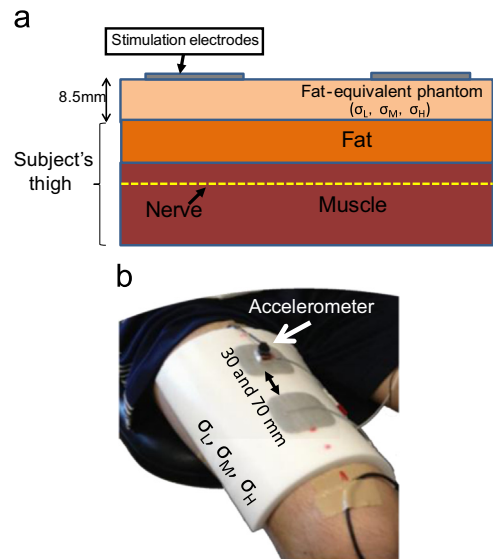 a
Stimulation electrodes
8.5mm
Fat-equivalent phantom
(σL, σM, σH)
Fat
Subject's
thigh
Nerve
Muscle
b
Accelerometer
30 and 70 mm
σL, σM, σH